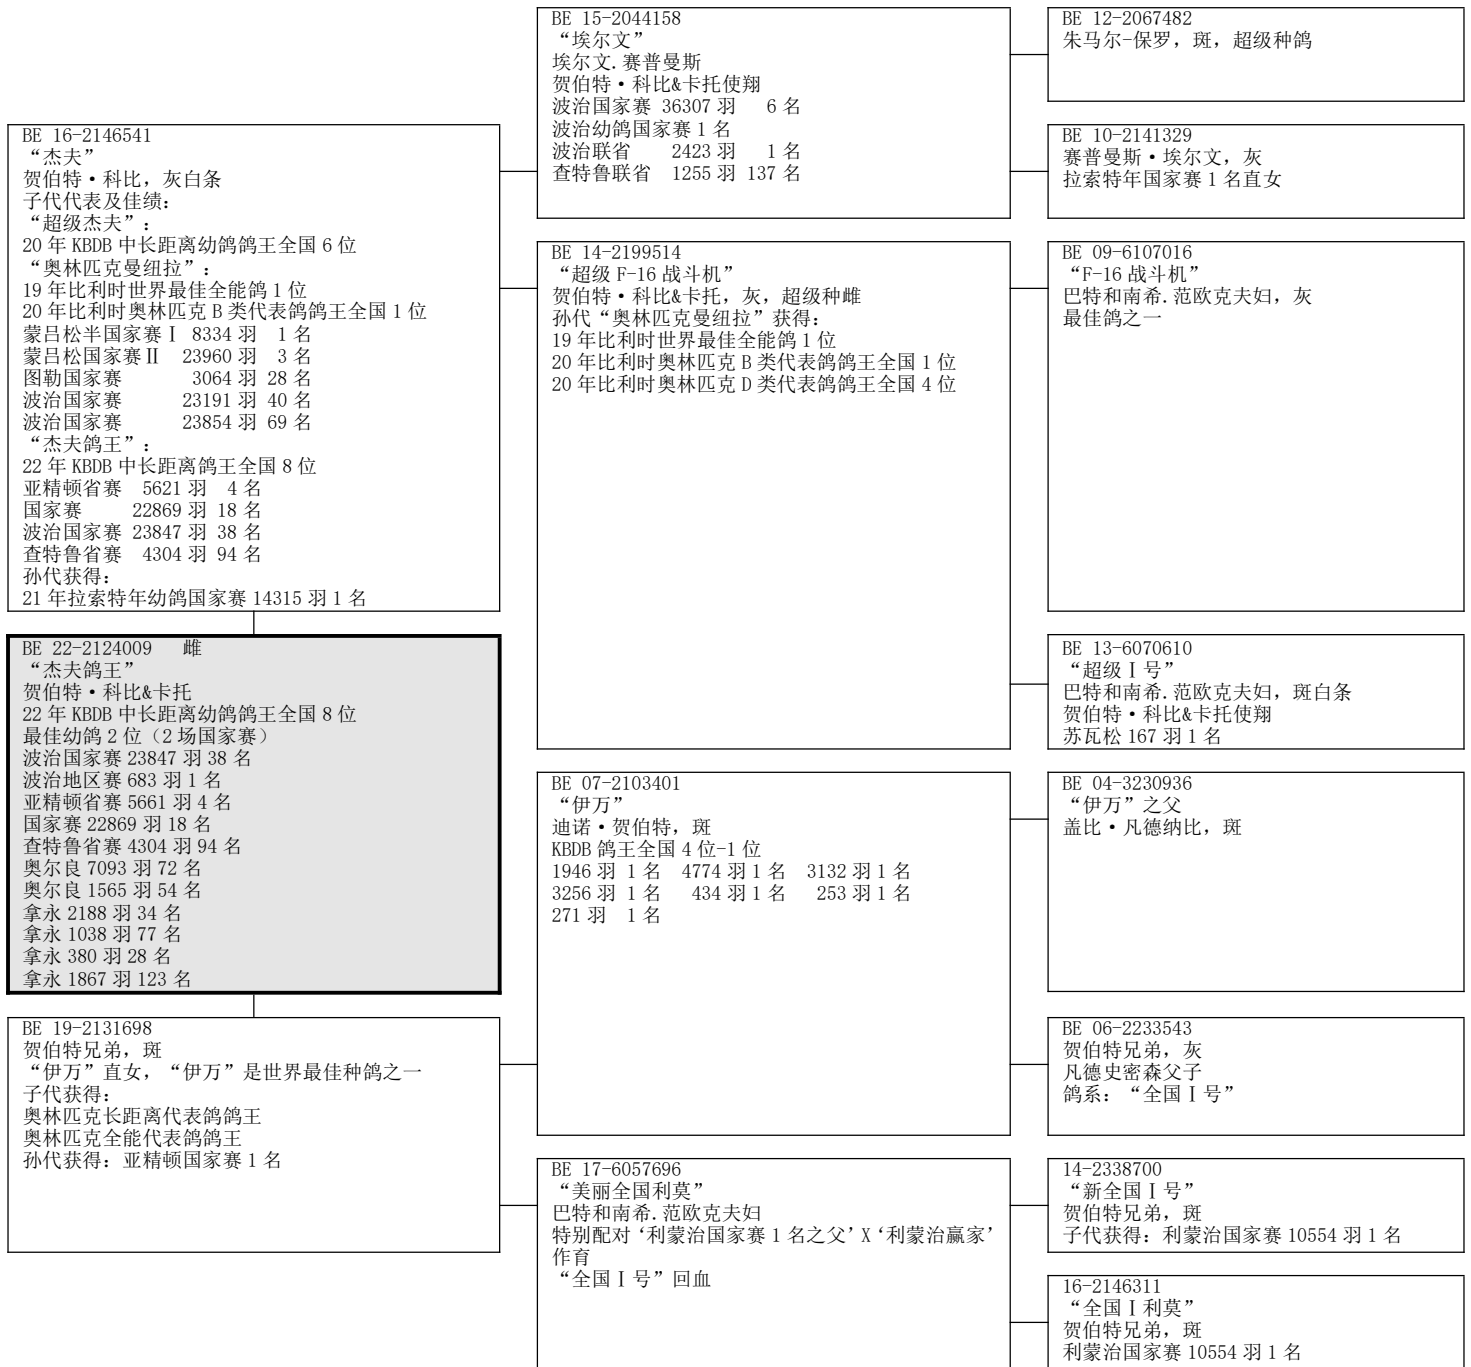 BE 16-2146541
“杰夫”
贺伯特·科比，灰白条
子代代表及佳绩：
“超级杰夫”：
20 年 KBDB 中长距离幼鸽鸽王全国 6 位
“奥林匹克曼纽拉”：
19 年比利时世界最佳全能鸽 1 位
20 年比利时奥林匹克 B 类代表鸽鸽王全国 1 位
蒙吕松半国家赛Ⅰ 8334 羽 1 名
蒙吕松国家赛Ⅱ 23960 羽 3 名
图勒国家赛 3064 羽 28 名
波治国家赛 23191 羽 40 名
波治国家赛 23854 羽 69 名
“杰夫鸽王”：
22 年 KBDB 中长距离鸽王全国 8 位
亚精顿省赛 5621 羽 4 名
国家赛 22869 羽 18 名
波治国家赛 23847 羽 38 名
查特鲁省赛 4304 羽 94 名
孙代获得：
21 年拉索特年幼鸽国家赛 14315 羽 1 名
BE 22-2124009 雌
“杰夫鸽王”
贺伯特·科比&卡托
22 年 KBDB 中长距离幼鸽鸽王全国 8 位
最佳幼鸽 2 位（2 场国家赛）
波治国家赛 23847 羽 38 名
波治地区赛 683 羽 1 名
亚精顿省赛 5661 羽 4 名
国家赛 22869 羽 18 名
查特鲁省赛 4304 羽 94 名
奥尔良 7093 羽 72 名
奥尔良 1565 羽 54 名
拿永 2188 羽 34 名
拿永 1038 羽 77 名
拿永 380 羽 28 名
拿永 1867 羽 123 名
BE 19-2131698
贺伯特兄弟，斑
“伊万”直女，“伊万”是世界最佳种鸽之一
子代获得：
奥林匹克长距离代表鸽鸽王
奥林匹克全能代表鸽鸽王
孙代获得：亚精顿国家赛 1 名
BE 15-2044158
“埃尔文”
埃尔文.赛普曼斯
贺伯特·科比&卡托使翔
波治国家赛 36307 羽 6 名
波治幼鸽国家赛 1 名
波治联省 2423 羽 1 名
查特鲁联省 1255 羽 137 名
BE 14-2199514
“超级 F-16 战斗机”
贺伯特·科比&卡托，灰，超级种雌
孙代“奥林匹克曼纽拉”获得：
19 年比利时世界最佳全能鸽 1 位
20 年比利时奥林匹克 B 类代表鸽鸽王全国 1 位
20 年比利时奥林匹克 D 类代表鸽鸽王全国 4 位
BE 07-2103401
“伊万”
迪诺·贺伯特，斑
KBDB 鸽王全国 4 位-1 位
1946 羽 1 名 4774 羽 1 名 3132 羽 1 名
3256 羽 1 名 434 羽 1 名 253 羽 1 名
271 羽 1 名
BE 17-6057696
“美丽全国利莫”
巴特和南希.范欧克夫妇
特别配对‘利蒙治国家赛 1 名之父’X‘利蒙治赢家’
作育
“全国Ⅰ号”回血
BE 12-2067482
朱马尔-保罗，斑，超级种鸽
BE 10-2141329
赛普曼斯·埃尔文，灰
拉索特年国家赛 1 名直女
BE 09-6107016
“F-16 战斗机”
巴特和南希.范欧克夫妇，灰
最佳鸽之一
BE 13-6070610
“超级Ⅰ号”
巴特和南希.范欧克夫妇，斑白条
贺伯特·科比&卡托使翔
苏瓦松 167 羽 1 名
BE 04-3230936
“伊万”之父
盖比·凡德纳比，斑
BE 06-2233543
贺伯特兄弟，灰
凡德史密森父子
鸽系：“全国Ⅰ号”
14-2338700
“新全国Ⅰ号”
贺伯特兄弟，斑
子代获得：利蒙治国家赛 10554 羽 1 名
16-2146311
“全国Ⅰ利莫”
贺伯特兄弟，斑
利蒙治国家赛 10554 羽 1 名